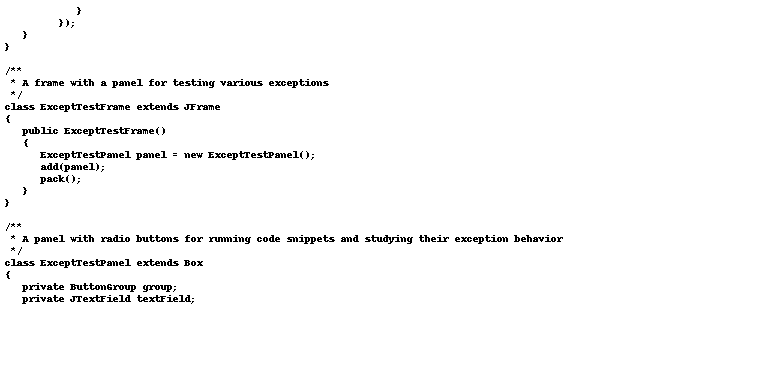 }
         });
   }
}

/**
 * A frame with a panel for testing various exceptions
 */
class ExceptTestFrame extends JFrame
{
   public ExceptTestFrame()
   {
      ExceptTestPanel panel = new ExceptTestPanel();
      add(panel);
      pack();
   }
}

/**
 * A panel with radio buttons for running code snippets and studying their exception behavior
 */
class ExceptTestPanel extends Box
{
   private ButtonGroup group;
   private JTextField textField;